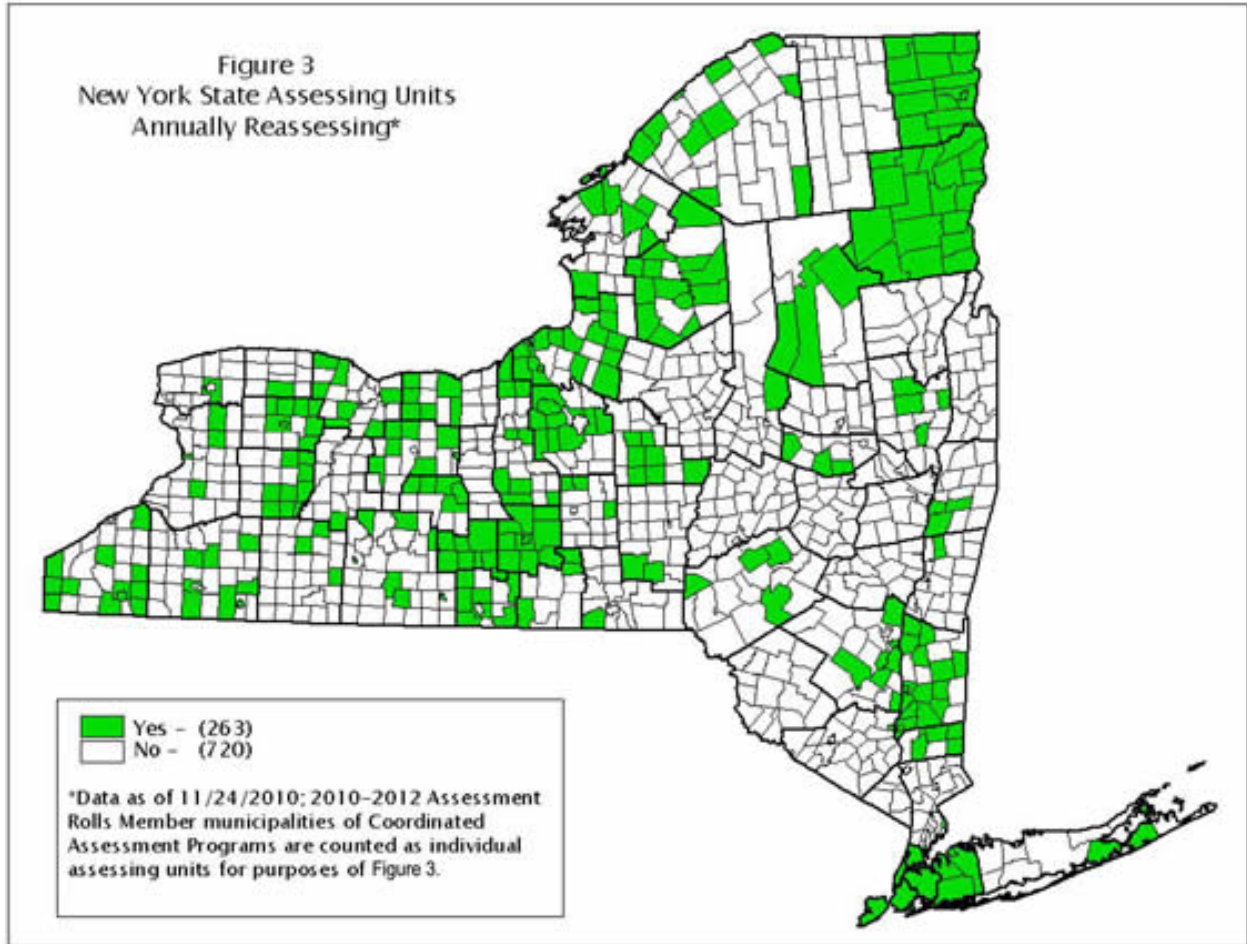 Figure 3
New York State Assessing Units
Annually Reassessing*
Yes – (263)
No – (720)
*Data as of 11/24/2010; 2010–2012 Assessment
Rolls Member municipalities of Coordinated
Assessment Programs are counted as individual
assessing units for purposes of Figure 3.